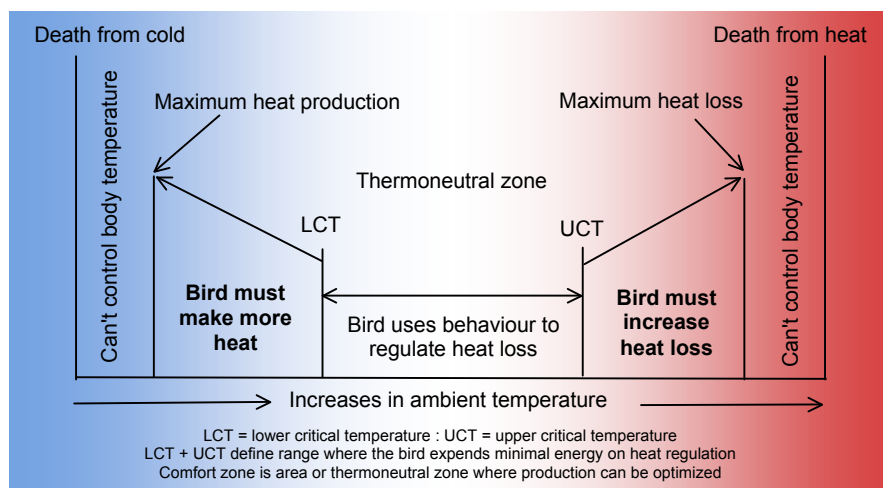 Death from cold
Death from heat
Can't control body temperature
Maximum heat production
Maximum heat loss
Can't control body temperature
Thermoneutral zone
LCT
UCT
Bird must
make more
heat
Bird uses behaviour to
regulate heat loss
Bird must
increase
heat loss
Increases in ambient temperature
LCT = lower critical temperature : UCT = upper critical temperature
LCT + UCT define range where the bird expends minimal energy on heat regulation
Comfort zone is area or thermoneutral zone where production can be optimized